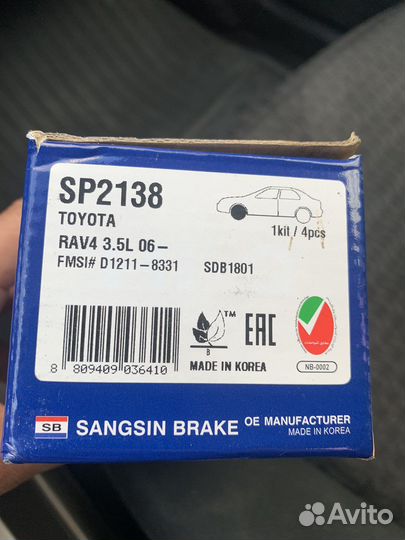 SP2138
TOYOTA
RAV4 3.5L 06-
FMSI# D1211-8331 SDB1801
1kit / 4pcs
TM
B
EAC
MADE IN KOREA
NB-0002
8 809409 036410
SB SANGSIN BRAKE OE MANUFACTURER
MADE IN KOREA
Avito